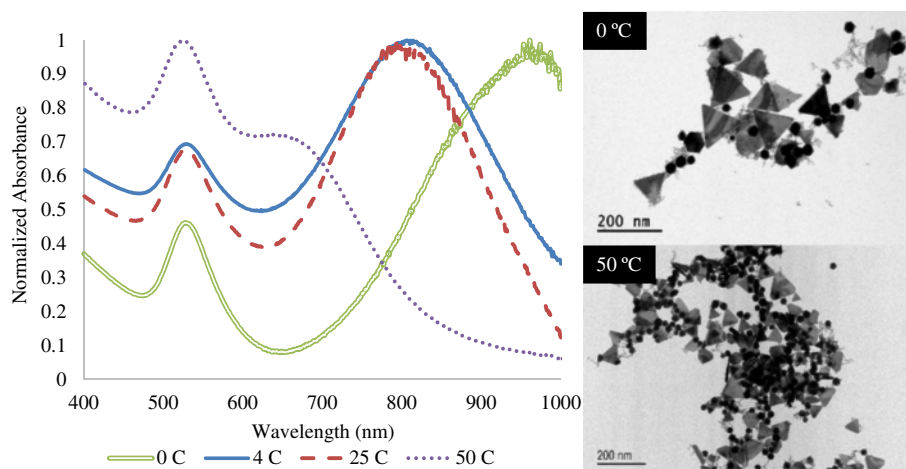 Normalized Absorbance
1
0.9
0.8
0.7
0.6
0.5
0.4
0.3
0.2
0.1
0
400 500 600 700 800 900 1000
Wavelength (nm)
0 C 4 C 25 C 50 C
0 ºC
200 nm
50 ºC
200 nm